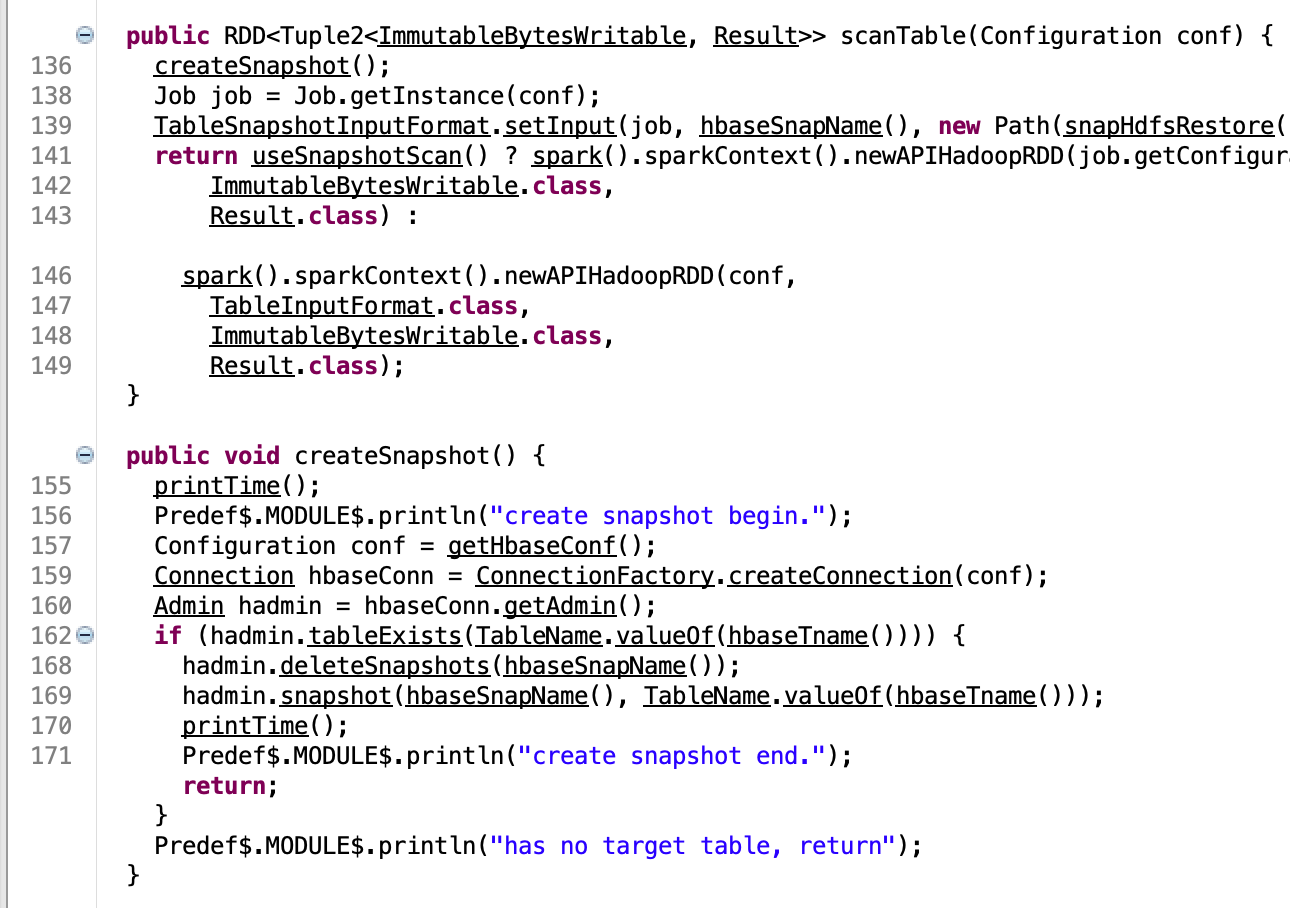 public RDD<Tuple2<ImmutableBytesWritable, Result>> scanTable(Configuration conf) {
136 createSnapshot();
138 Job job = Job.getInstance(conf);
139 TableSnapshotInputFormat.setInput(job, hbaseSnapName(), new Path(snapHdfsRestore(
141 return useSnapshotScan() ? spark().sparkContext().newAPIHadoopRDD(job.getConfigura
142 ImmutableBytesWritable.class,
143 Result.class) :
146 spark().sparkContext().newAPIHadoopRDD(conf,
147 TableInputFormat.class,
148 ImmutableBytesWritable.class,
149 Result.class);
}
public void createSnapshot() {
155 printTime();
156 Predef$.MODULE$.println("create snapshot begin.");
157 Configuration conf = getHbaseConf();
159 Connection hbaseConn = ConnectionFactory.createConnection(conf);
160 Admin hadmin = hbaseConn.getAdmin();
162 if (hadmin.tableExists(TableName.valueOf(hbaseTname()))) {
168 hadmin.deleteSnapshots(hbaseSnapName());
169 hadmin.snapshot(hbaseSnapName(), TableName.valueOf(hbaseTname()));
170 printTime();
171 Predef$.MODULE$.println("create snapshot end.");
return;
}
Predef$.MODULE$.println("has no target table, return");
}